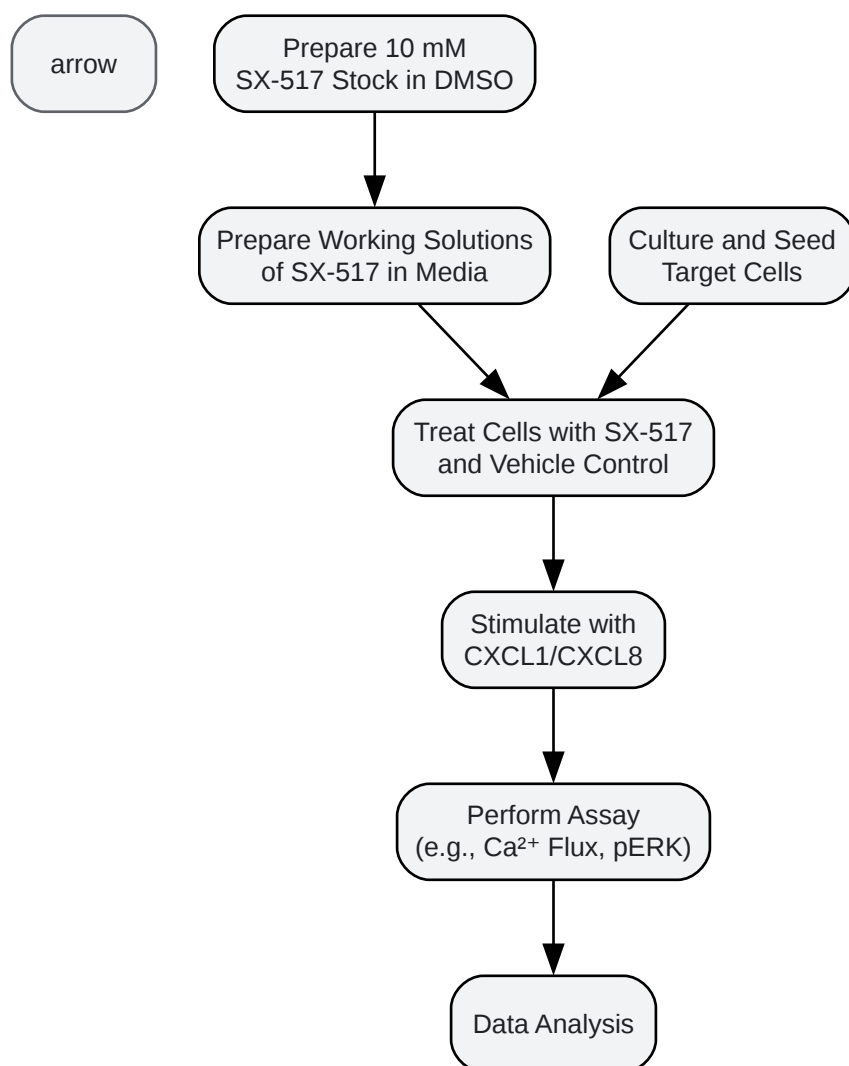 arrow
Prepare 10 mM
SX-517 Stock in DMSO
Prepare Working Solutions
of SX-517 in Media
Culture and Seed
Target Cells
Treat Cells with SX-517
and Vehicle Control
Stimulate with
CXCL1/CXCL8
Perform Assay
(e.g., Ca²⁺ Flux, pERK)
Data Analysis